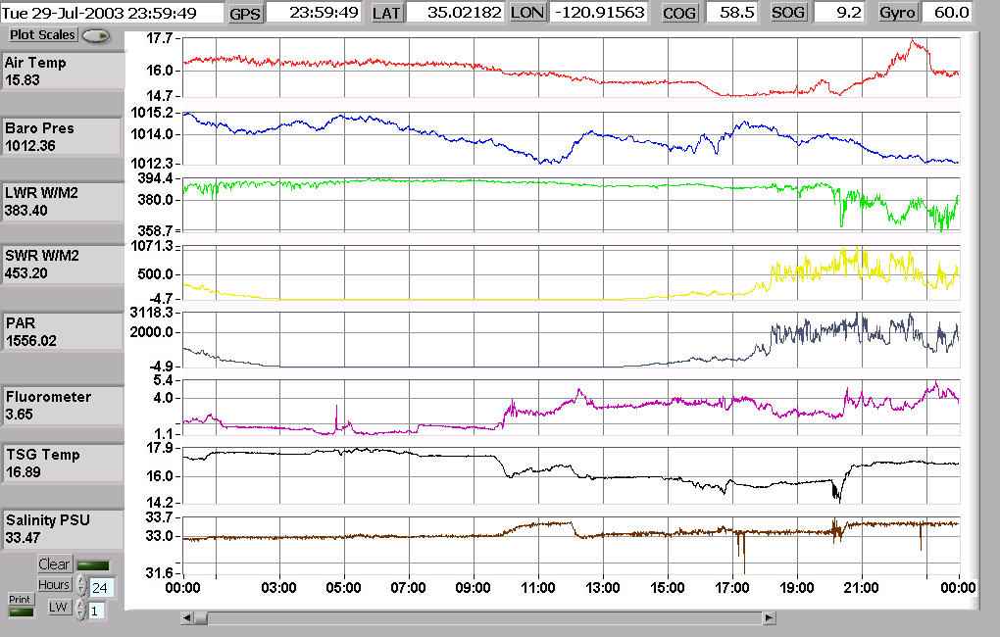 Tue 29-Jul-2003 23:59:49 GPS 23:59:49 LAT 35.02182 LON -120.91563 COG 58.5 SOG 9.2 Gyro 60.0
Plot Scales
Air Temp
15.83
17.7
16.0
14.7
Baro Pres
1012.36
1015.2
1014.0
1012.3
LWR W/M2
383.40
394.4
380.0
358.7
SWR W/M2
453.20
1071.3
500.0
-4.7
PAR
1556.02
3118.3
2000.0
-4.9
Fluorometer
3.65
5.4
4.0
1.1
TSG Temp
16.89
17.9
16.0
14.2
Salinity PSU
33.47
33.7
33.0
31.6
00:00 03:00 05:00 07:00 09:00 11:00 13:00 15:00 17:00 19:00 21:00 00:00
Clear
Hours 24
Print
LW 1